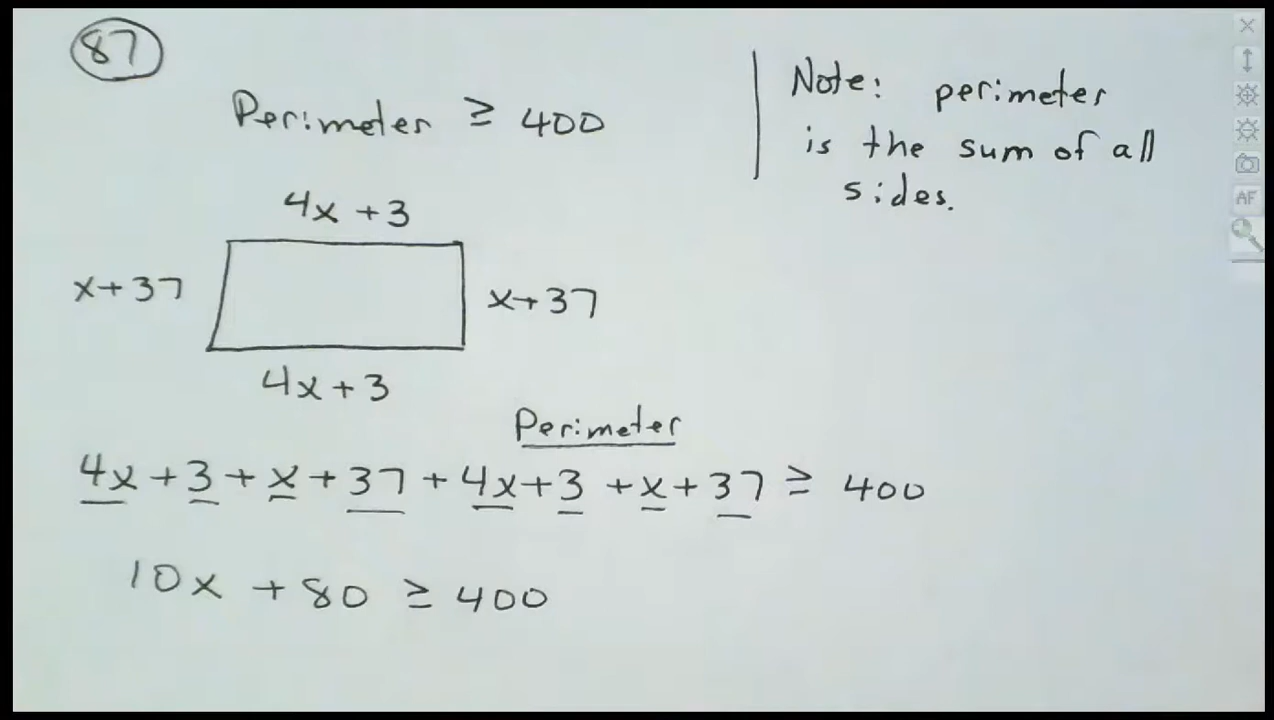 87
Perimeter ≥ 400
Note: perimeter
is the sum of all
sides.
4x + 3
x + 37
x + 37
4x + 3
Perimeter
4x + 3 + x + 37 + 4x + 3 + x + 37 ≥ 400
10x + 80 ≥ 400
AF